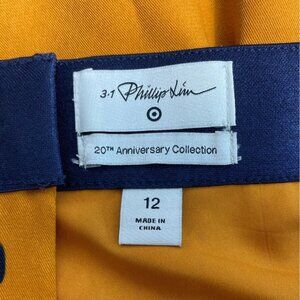 3.1 Phillip Lim
20TH Anniversary Collection
12
MADE IN
CHINA